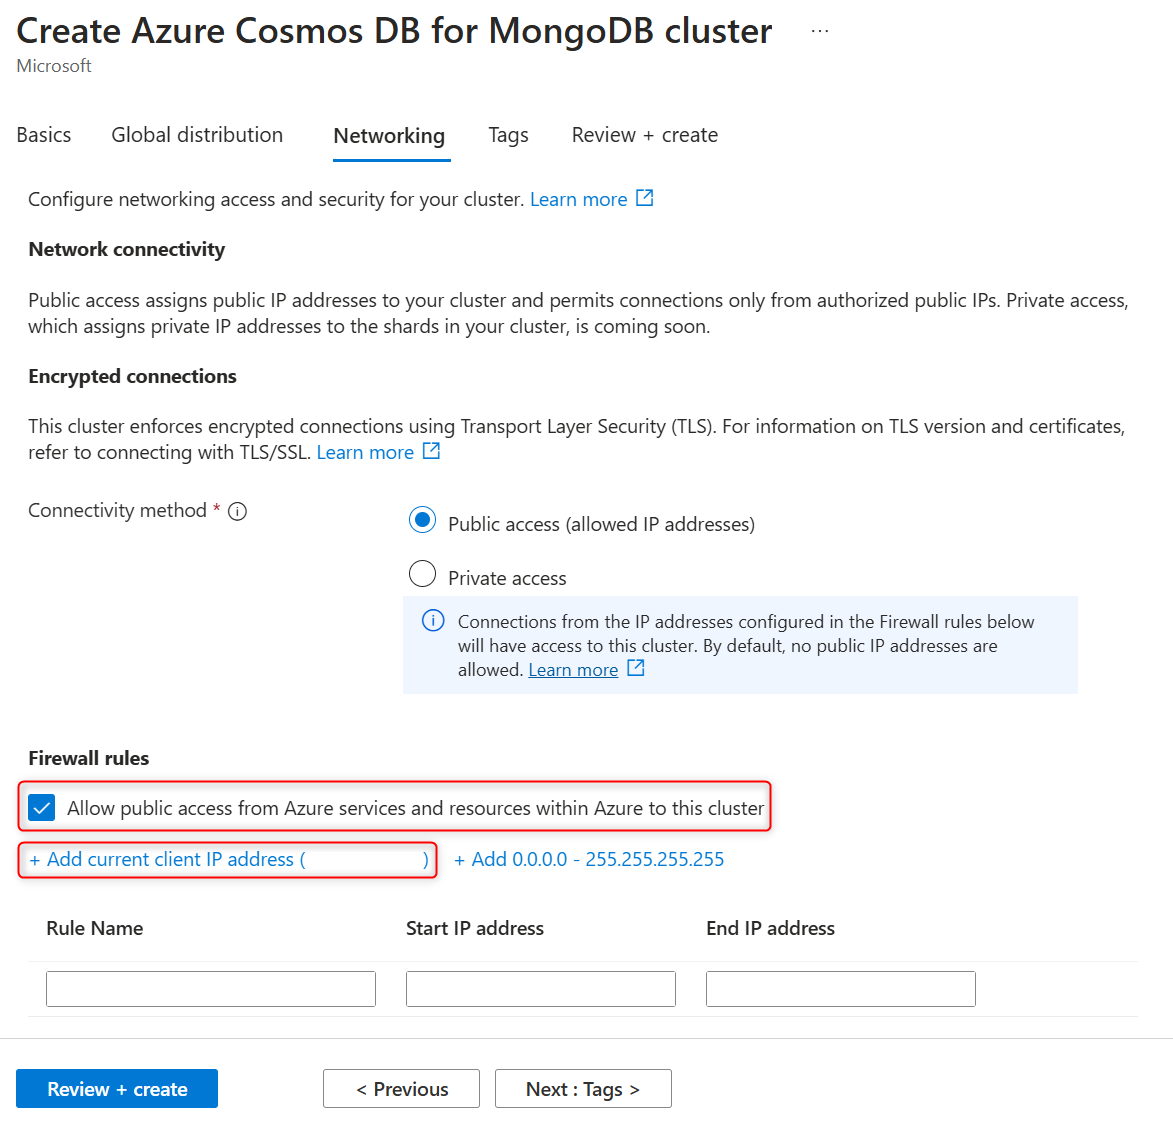 Create Azure Cosmos DB for MongoDB cluster ...
Microsoft
Basics Global distribution Networking Tags Review + create
Configure networking access and security for your cluster. Learn more
Network connectivity
Public access assigns public IP addresses to your cluster and permits connections only from authorized public IPs. Private access,
which assigns private IP addresses to the shards in your cluster, is coming soon.
Encrypted connections
This cluster enforces encrypted connections using Transport Layer Security (TLS). For information on TLS version and certificates,
refer to connecting with TLS/SSL. Learn more
Connectivity method *
Public access (allowed IP addresses)
Private access
Connections from the IP addresses configured in the Firewall rules below
will have access to this cluster. By default, no public IP addresses are
allowed. Learn more
Firewall rules
Allow public access from Azure services and resources within Azure to this cluster
+ Add current client IP address ( ) + Add 0.0.0.0 - 255.255.255.255
Rule Name Start IP address End IP address
Review + create < Previous Next : Tags >